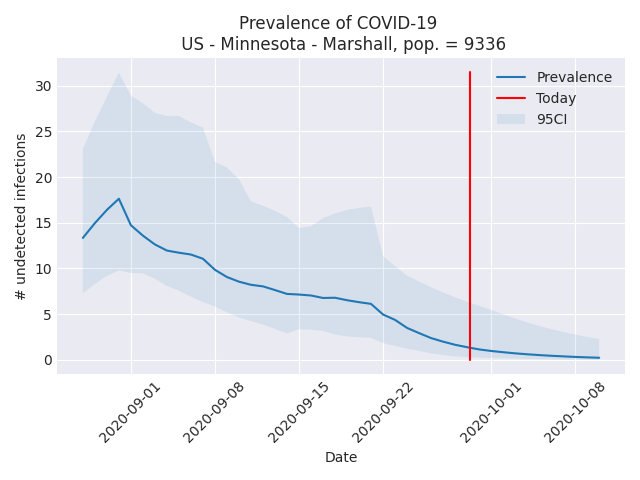 Prevalence of COVID-19
US - Minnesota - Marshall, pop. = 9336
Prevalence
Today
95CI
# undetected infections
30
25
20
15
10
5
0
2020-09-01
2020-09-08
2020-09-15
2020-09-22
2020-10-01
2020-10-08
Date